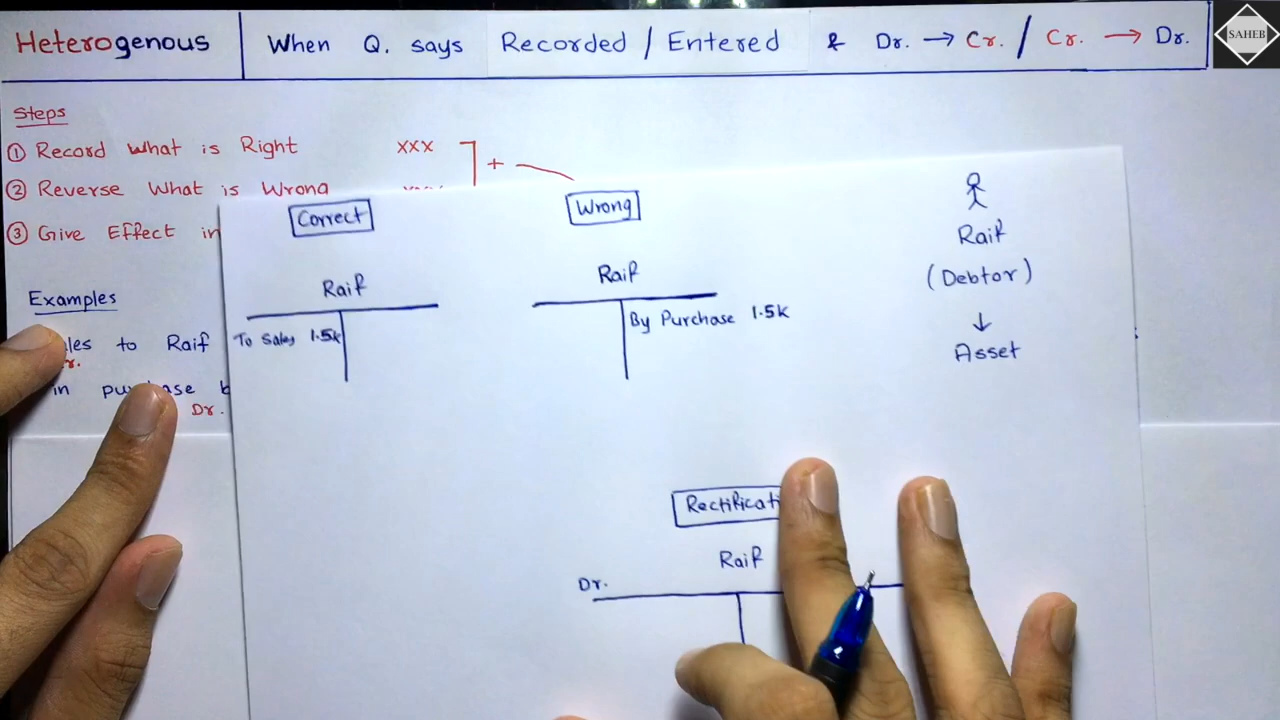 Heterogenous When Q. says Recorded / Entered & Dr. → Cr. / Cr. → Dr.
SAHEB
Steps
① Record What is Right xxx
+
② Reverse What is Wrong
③ Give Effect in
Correct
Wrong
Raif
(Debtor)
↓
Asset
Raif
To Sales 1.5k
Raif
By Purchase 1.5k
Examples
to Raif
in
Dr.
Raif
Dr.